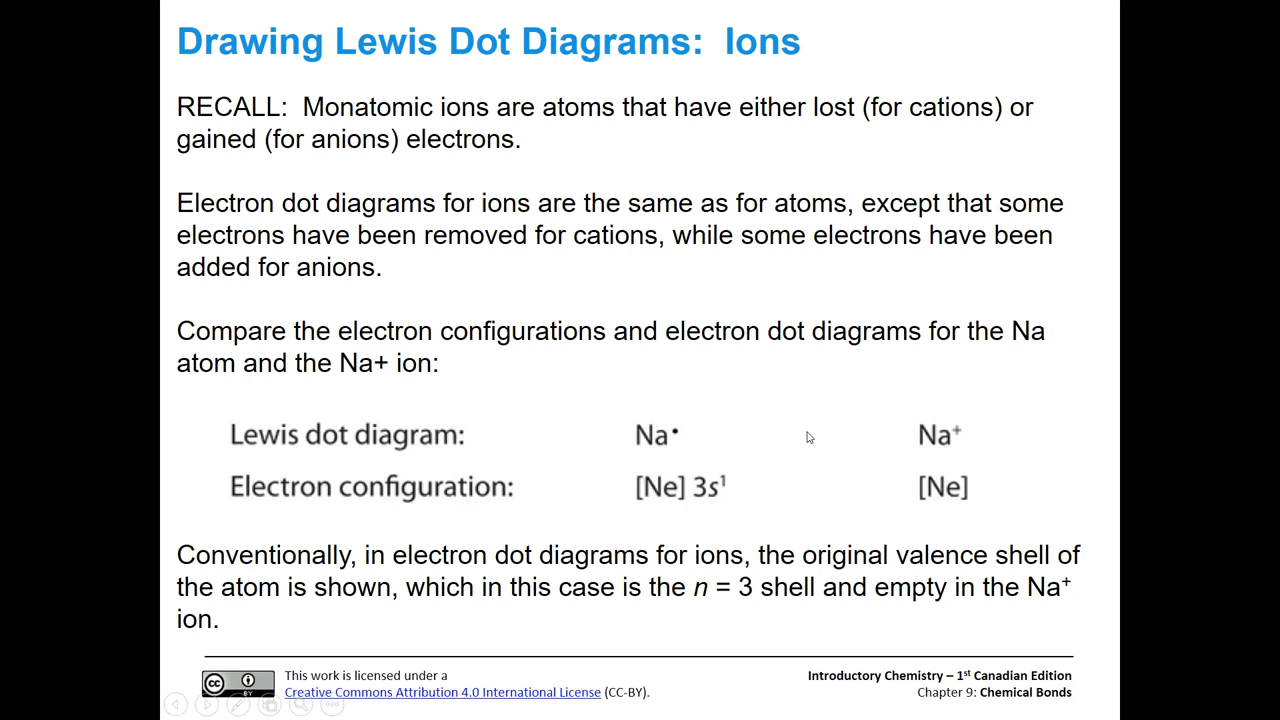 Drawing Lewis Dot Diagrams: Ions
RECALL: Monatomic ions are atoms that have either lost (for cations) or
gained (for anions) electrons.
Electron dot diagrams for ions are the same as for atoms, except that some
electrons have been removed for cations, while some electrons have been
added for anions.
Compare the electron configurations and electron dot diagrams for the Na
atom and the Na+ ion:
Lewis dot diagram: Na• Na⁺
Electron configuration: [Ne] 3s¹ [Ne]
Conventionally, in electron dot diagrams for ions, the original valence shell of
the atom is shown, which in this case is the n = 3 shell and empty in the Na⁺
ion.
This work is licensed under a
Creative Commons Attribution 4.0 International License (CC-BY).
Introductory Chemistry – 1st Canadian Edition
Chapter 9: Chemical Bonds
cc BY